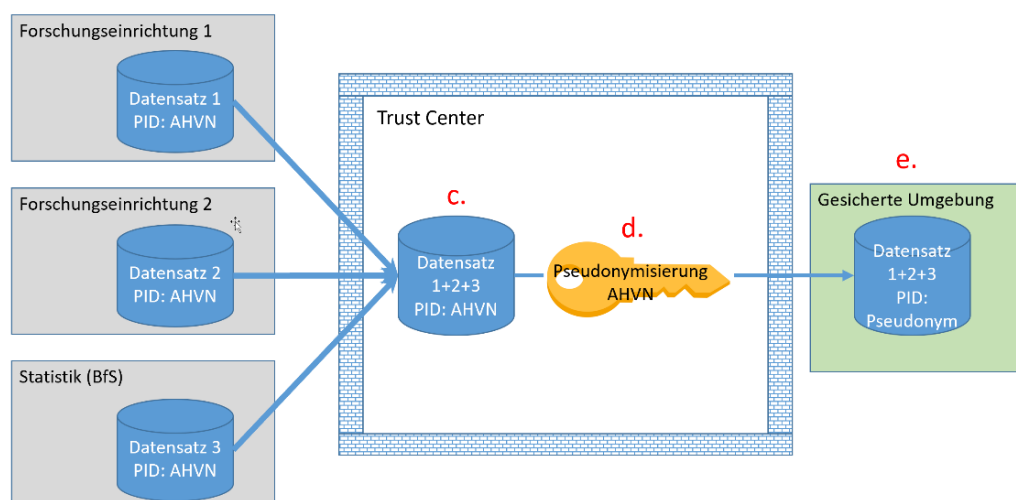 Forschungseinrichtung 1
Datensatz 1
PID: AHVN
Forschungseinrichtung 2
Datensatz 2
PID: AHVN
Statistik (BfS)
Datensatz 3
PID: AHVN
Trust Center
c.
Datensatz
1+2+3
PID: AHVN
d.
Pseudonymisierung
AHVN
e.
Gesicherte Umgebung
Datensatz
1+2+3
PID:
Pseudonym